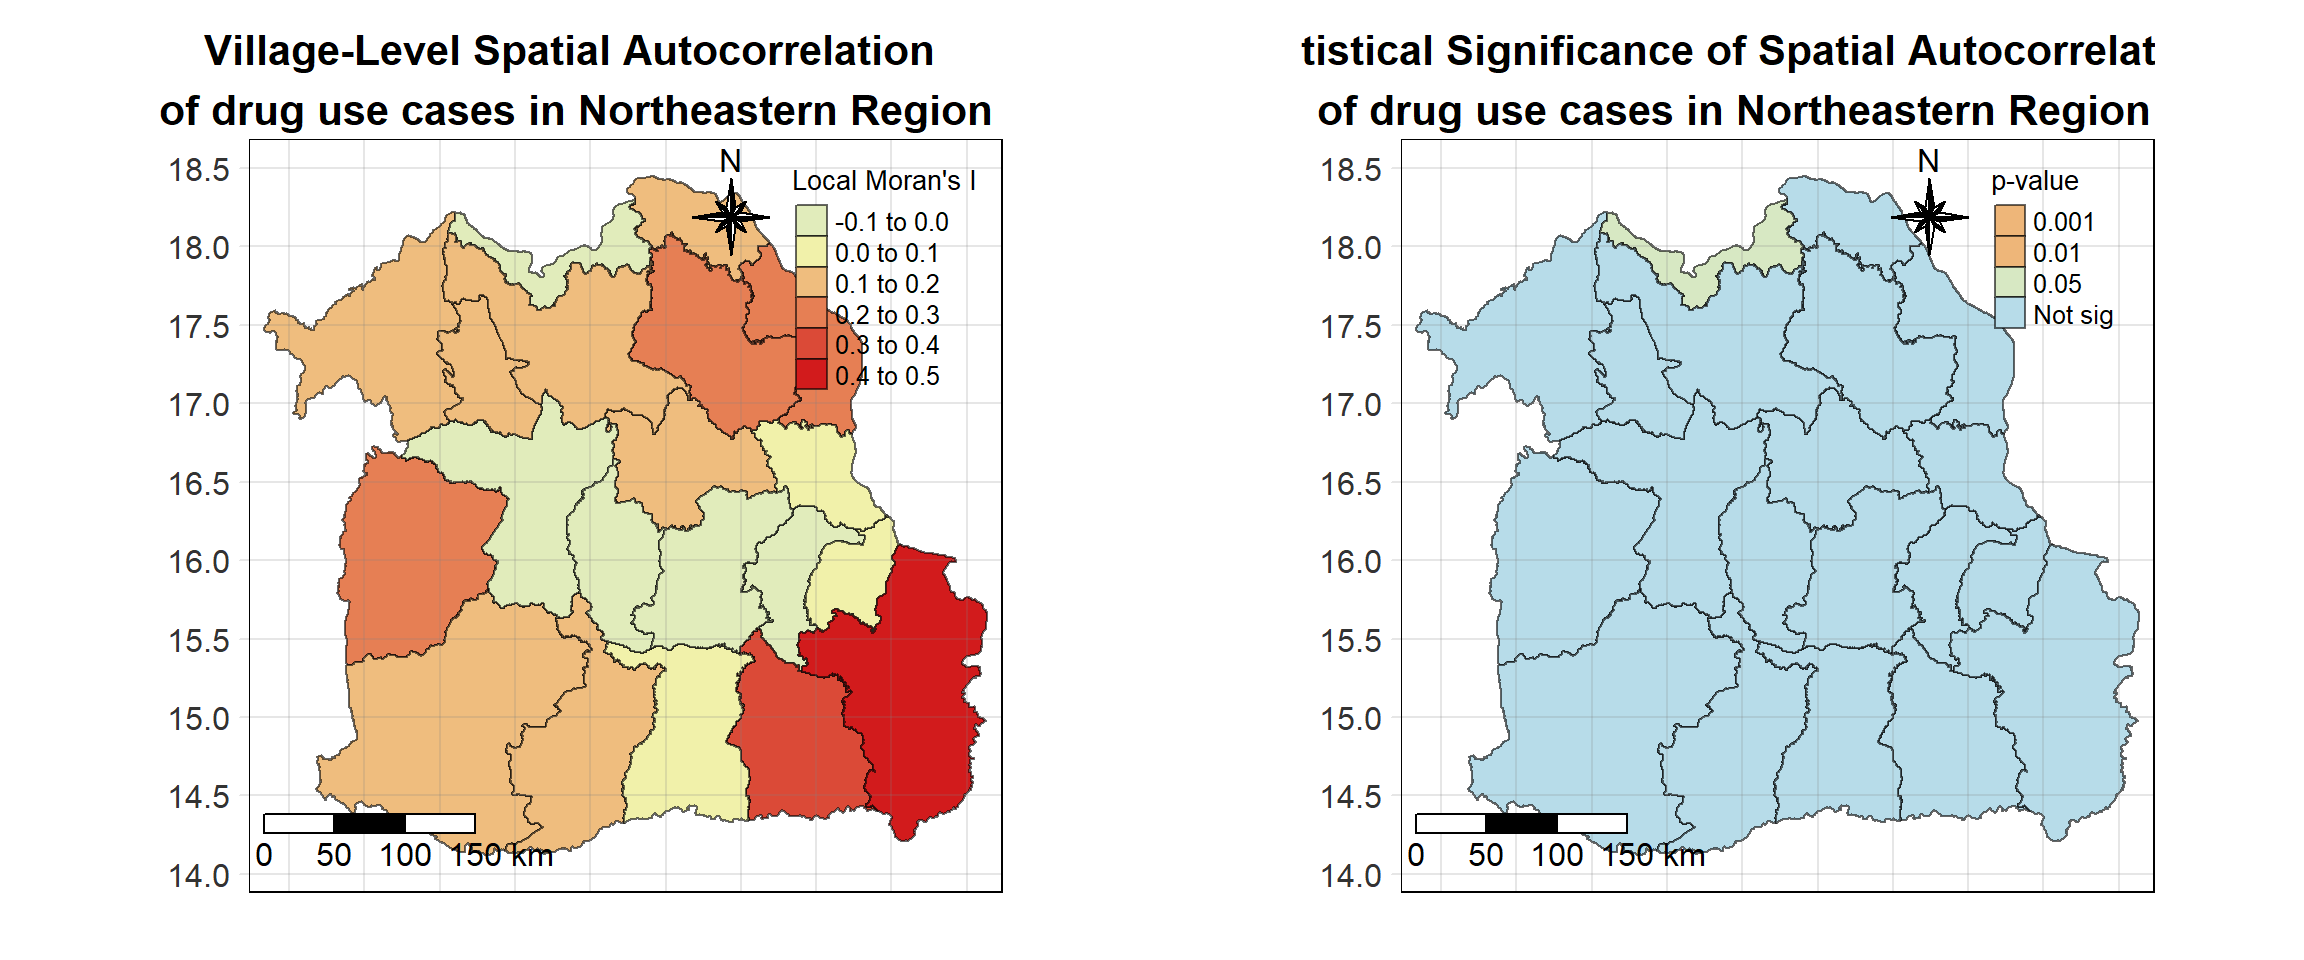 Village-Level Spatial Autocorrelation
of drug use cases in Northeastern Region
N
Local Moran's I
-0.1 to 0.0
0.0 to 0.1
0.1 to 0.2
0.2 to 0.3
0.3 to 0.4
0.4 to 0.5
18.5
18.0
17.5
17.0
16.5
16.0
15.5
15.0
14.5
14.0
0 50 100 150 km
tistical Significance of Spatial Autocorrelat
of drug use cases in Northeastern Region
N
p-value
0.001
0.01
0.05
Not sig
18.5
18.0
17.5
17.0
16.5
16.0
15.5
15.0
14.5
14.0
0 50 100 150 km